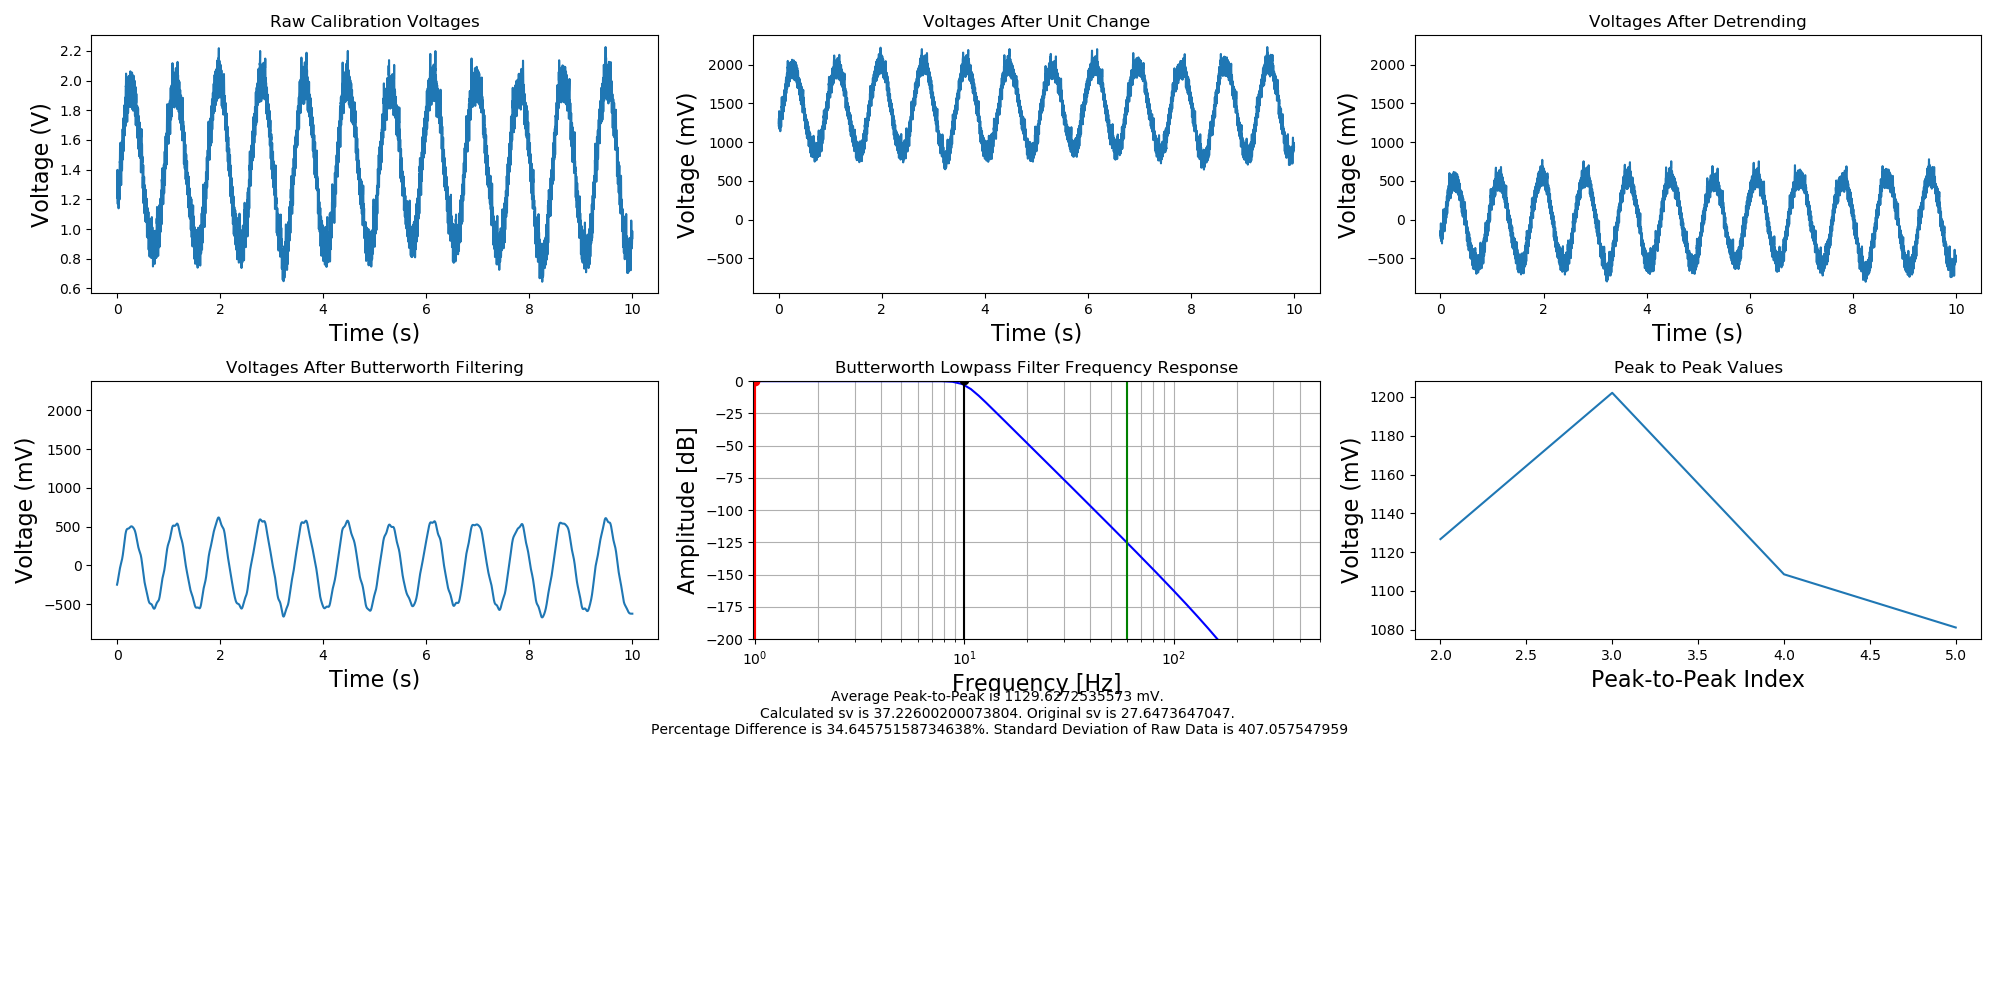 Raw Calibration Voltages
Voltage (V)
2.2
2.0
1.8
1.6
1.4
1.2
1.0
0.8
0.6
0 2 4 6 8 10
Time (s)
Voltages After Unit Change
Voltage (mV)
2000
1500
1000
500
0
−500
0 2 4 6 8 10
Time (s)
Voltages After Detrending
Voltage (mV)
2000
1500
1000
500
0
−500
0 2 4 6 8 10
Time (s)
Voltages After Butterworth Filtering
Voltage (mV)
2000
1500
1000
500
0
−500
0 2 4 6 8 10
Time (s)
Butterworth Lowpass Filter Frequency Response
Amplitude [dB]
0
−25
−50
−75
−100
−125
−150
−175
−200
10⁰ 10¹ 10²
Frequency [Hz]
Peak to Peak Values
Voltage (mV)
1200
1180
1160
1140
1120
1100
1080
2.0 2.5 3.0 3.5 4.0 4.5 5.0
Peak-to-Peak Index
Average Peak-to-Peak is 1129.6272535573 mV.
Calculated sv is 37.22600200073804. Original sv is 27.6473647047.
Percentage Difference is 34.64575158734638%. Standard Deviation of Raw Data is 407.057547959